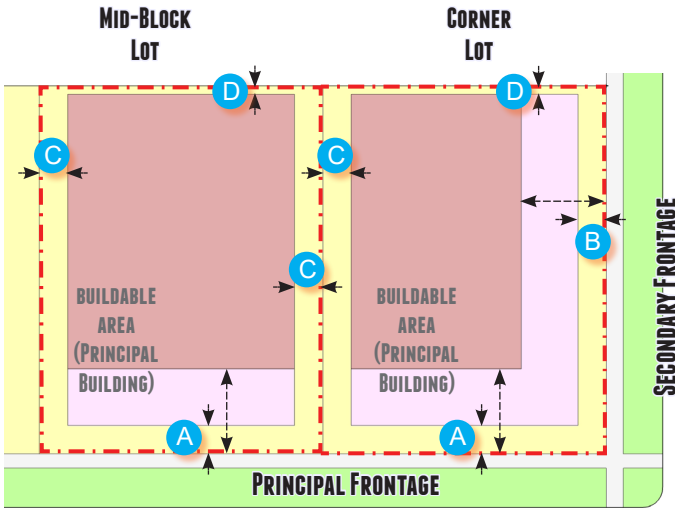 Mid-Block
Lot
Corner
Lot
D
D
C
C
B
C
Buildable
Area
(Principal
Building)
Buildable
Area
(Principal
Building)
A
A
Principal Frontage
Secondary Frontage